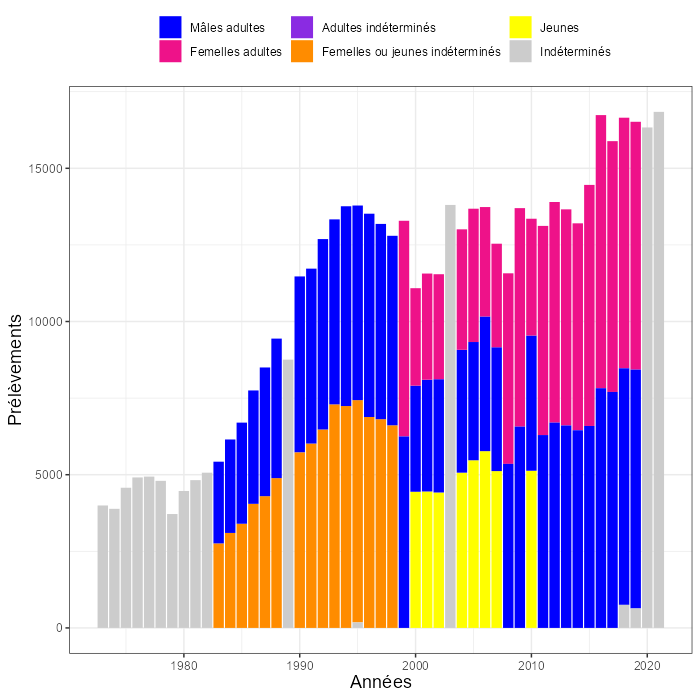 Mâles adultes Adultes indéterminés Jeunes
Femelles adultes Femelles ou jeunes indéterminés Indéterminés
15000
10000
5000
0
Prélèvements
1980 1990 2000 2010 2020
Années